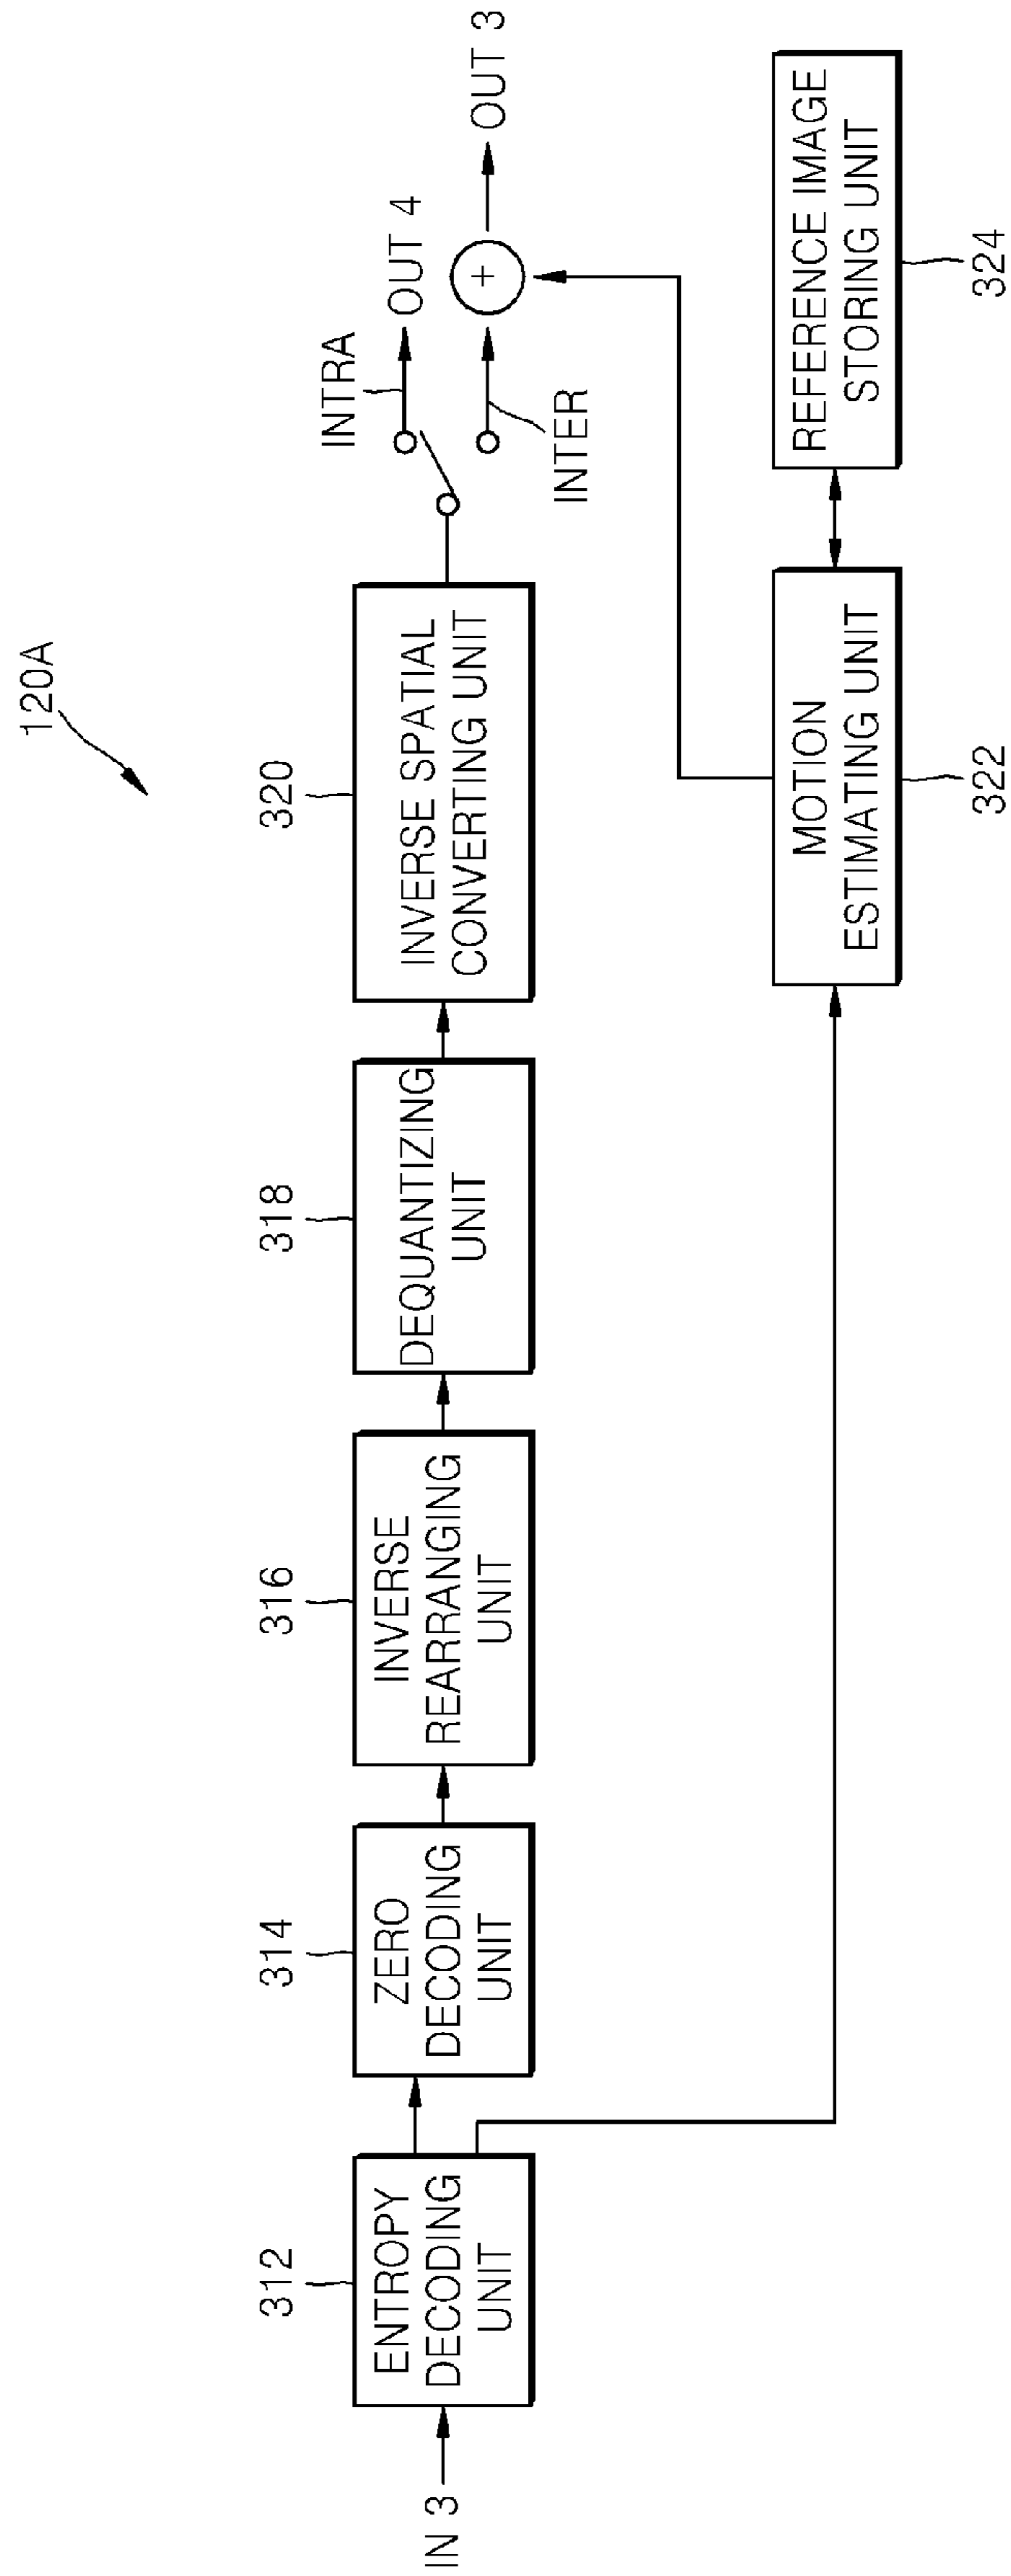 120A
IN 3
312
ENTROPY
DECODING
UNIT
314
ZERO
DECODING
UNIT
316
INVERSE
REARRANGING
UNIT
318
DEQUANTIZING
UNIT
320
INVERSE SPATIAL
CONVERTING UNIT
INTRA
OUT 4
INTER
+
OUT 3
MOTION
ESTIMATING UNIT
322
REFERENCE IMAGE
STORING UNIT
324